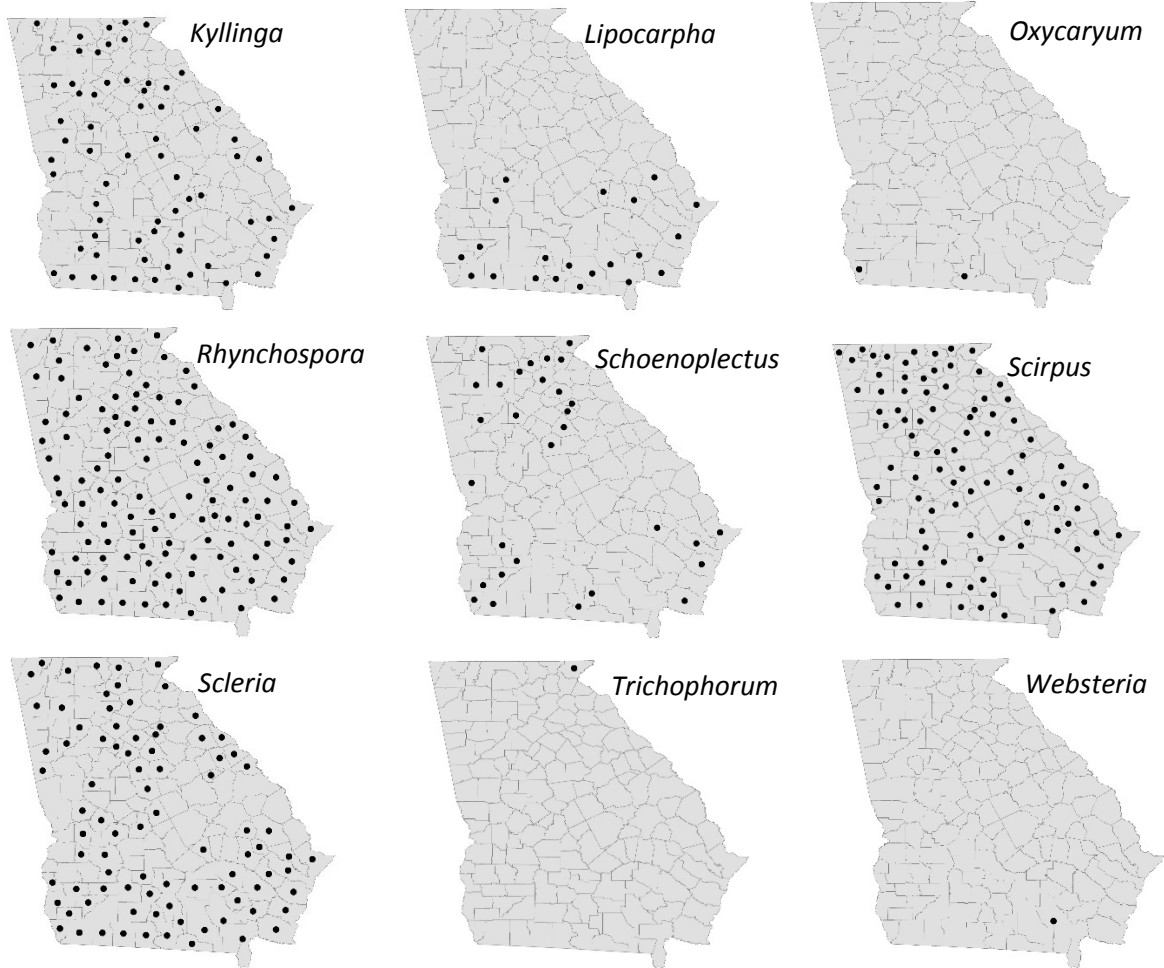 Kyllinga
Lipocarpha
Oxycaryum
Rhynchospora
Schoenoplectus
Scirpus
Scleria
Trichophorum
Websteria